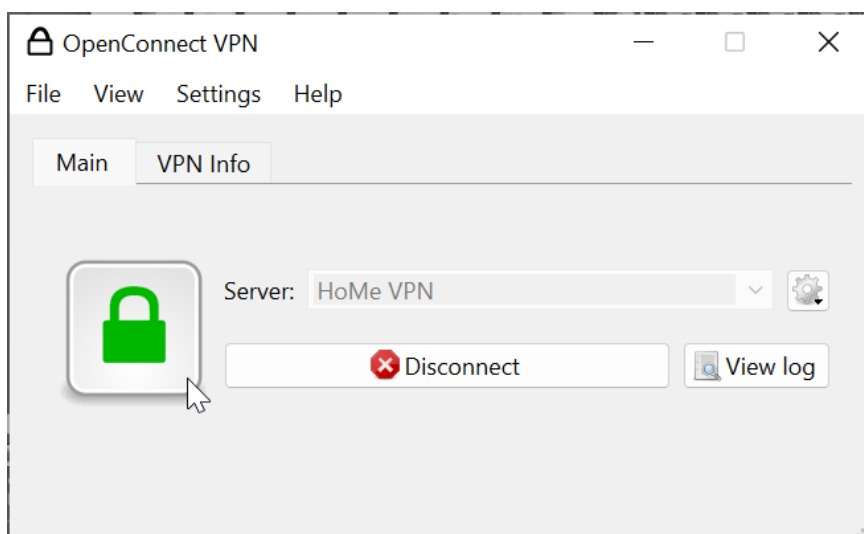 OpenConnect VPN
File View Settings Help
Main VPN Info
Server: HoMe VPN
Disconnect View log